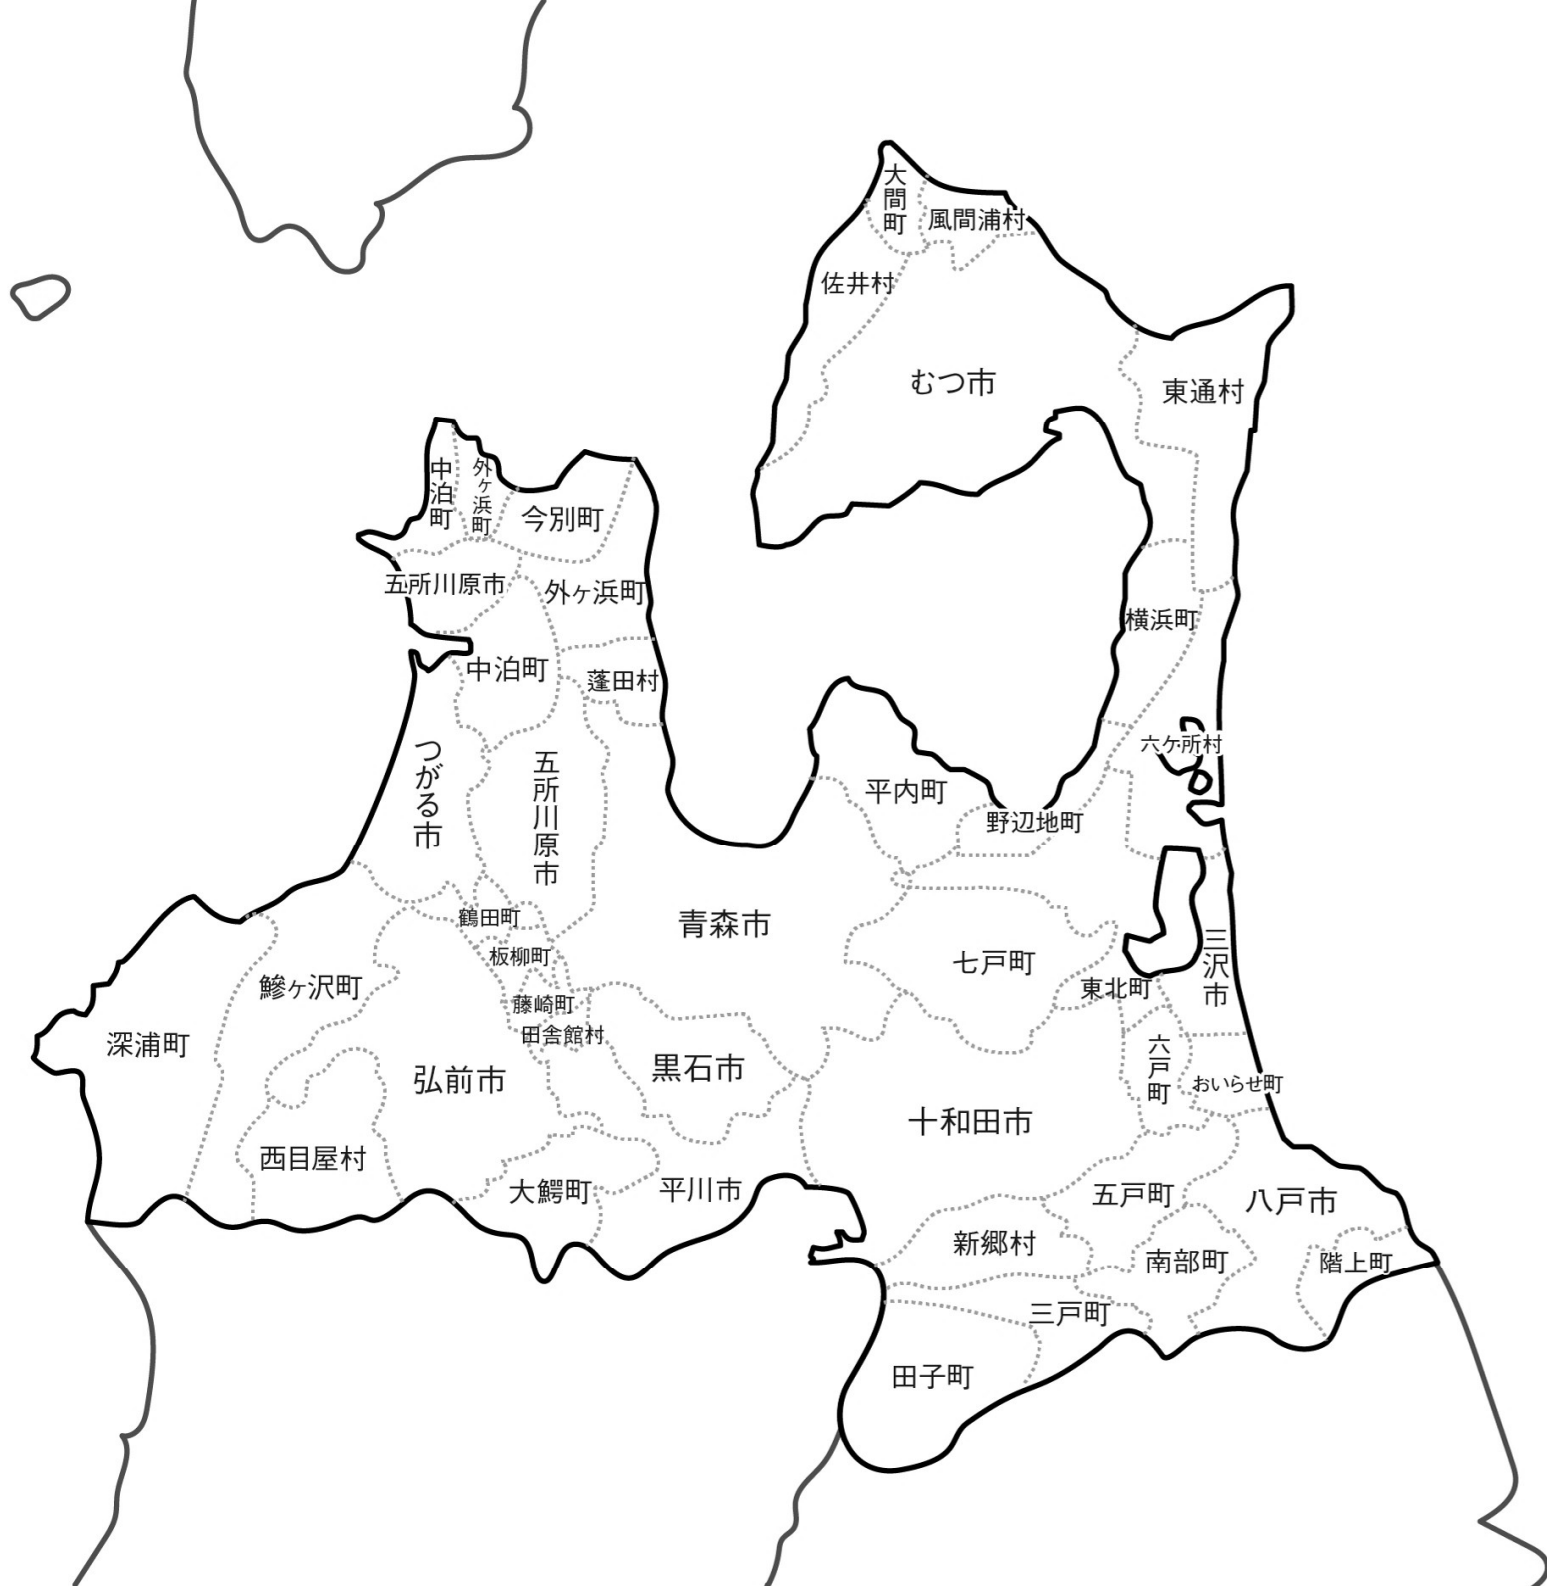 大間町
風間浦村
佐井村
むつ市
東通村
中泊町
外ヶ浜町
今別町
五所川原市
外ヶ浜町
横浜町
中泊町
蓬田村
つがる市
五所川原市
六ケ所村
平内町
野辺地町
鶴田町
青森市
板柳町
七戸町
三沢市
鰺ヶ沢町
東北町
藤崎町
田舎館村
深浦町
黒石市
六戸町
弘前市
おいらせ町
十和田市
西目屋村
大鰐町
平川市
五戸町
八戸市
新郷村
南部町
階上町
三戸町
田子町